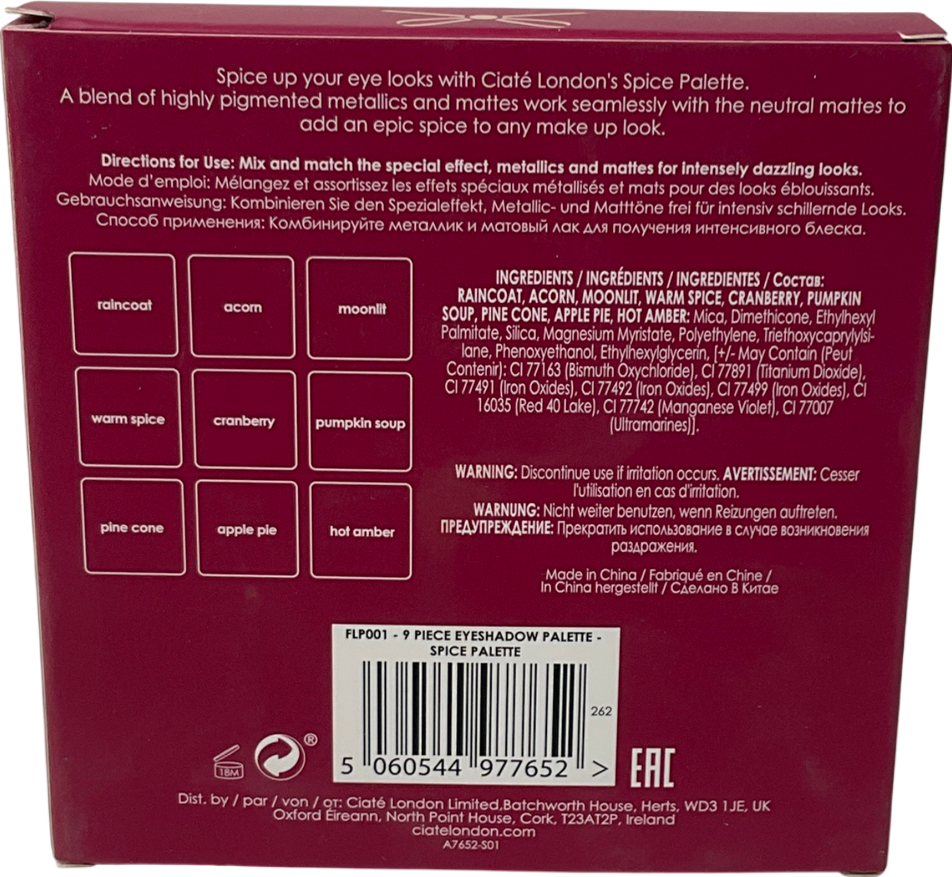 Spice up your eye looks with Ciaté London's Spice Palette.
A blend of highly pigmented metallics and mattes work seamlessly with the neutral mattes to
add an epic spice to any make up look.
Directions for Use: Mix and match the special effect, metallics and mattes for intensely dazzling looks.
Mode d'emploi: Mélangez et assortissez les effets spéciaux métallisés et mats pour des looks éblouissants.
Gebrauchsanweisung: Kombinieren Sie den Spezialeffekt, Metallic- und Matttöne frei für intensiv schillernde Looks.
Способ применения: Комбинируйте металлик и матовый лак для получения интенсивного блеска.
raincoat
acorn
moonlit
warm spice
cranberry
pumpkin soup
pine cone
apple pie
hot amber
INGREDIENTS / INGRÉDIENTS / INGREDIENTES / Состав:
RAINCOAT, ACORN, MOONLIT, WARM SPICE, CRANBERRY, PUMPKIN
SOUP, PINE CONE, APPLE PIE, HOT AMBER: Mica, Dimethicone, Ethylhexyl
Palmitate, Silica, Magnesium Myristate, Polyethylene, Triethoxycaprylylsi-
lane, Phenoxyethanol, Ethylhexylglycerin, [+/- May Contain (Peut
Contenir): CI 77163 (Bismuth Oxychloride), CI 77891 (Titanium Dioxide),
CI 77491 (Iron Oxides), CI 77492 (Iron Oxides), CI 77499 (Iron Oxides), CI
16035 (Red 40 Lake), CI 77742 (Manganese Violet), CI 77007
(Ultramarines)].
WARNING: Discontinue use if irritation occurs. AVERTISSEMENT: Cesser
l'utilisation en cas d'irritation.
WARNUNG: Nicht weiter benutzen, wenn Reizungen auftreten.
ПРЕДУПРЕЖДЕНИЕ: Прекратить использование в случае возникновения
раздражения.
Made in China / Fabriqué en Chine /
In China hergestellt / Сделано В Китае
FLP001 - 9 PIECE EYESHADOW PALETTE -
SPICE PALETTE
262
5 060544 977652 >
18M
®
EAC
Dist. by / par / von / от: Ciaté London Limited,Batchworth House, Herts, WD3 1JE, UK
Oxford Éireann, North Point House, Cork, T23AT2P, Ireland
ciatelondon.com
A7652-S01